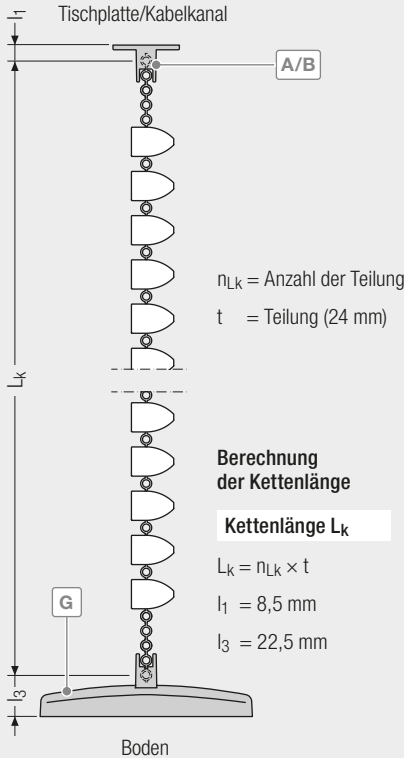 l1
Tischplatte/Kabelkanal
A/B
nLk = Anzahl der Teilung
t = Teilung (24 mm)
Lk
Berechnung
der Kettenlänge
Kettenlänge Lk
Lk = nLk × t
l1 = 8,5 mm
l3 = 22,5 mm
G
l3
Boden